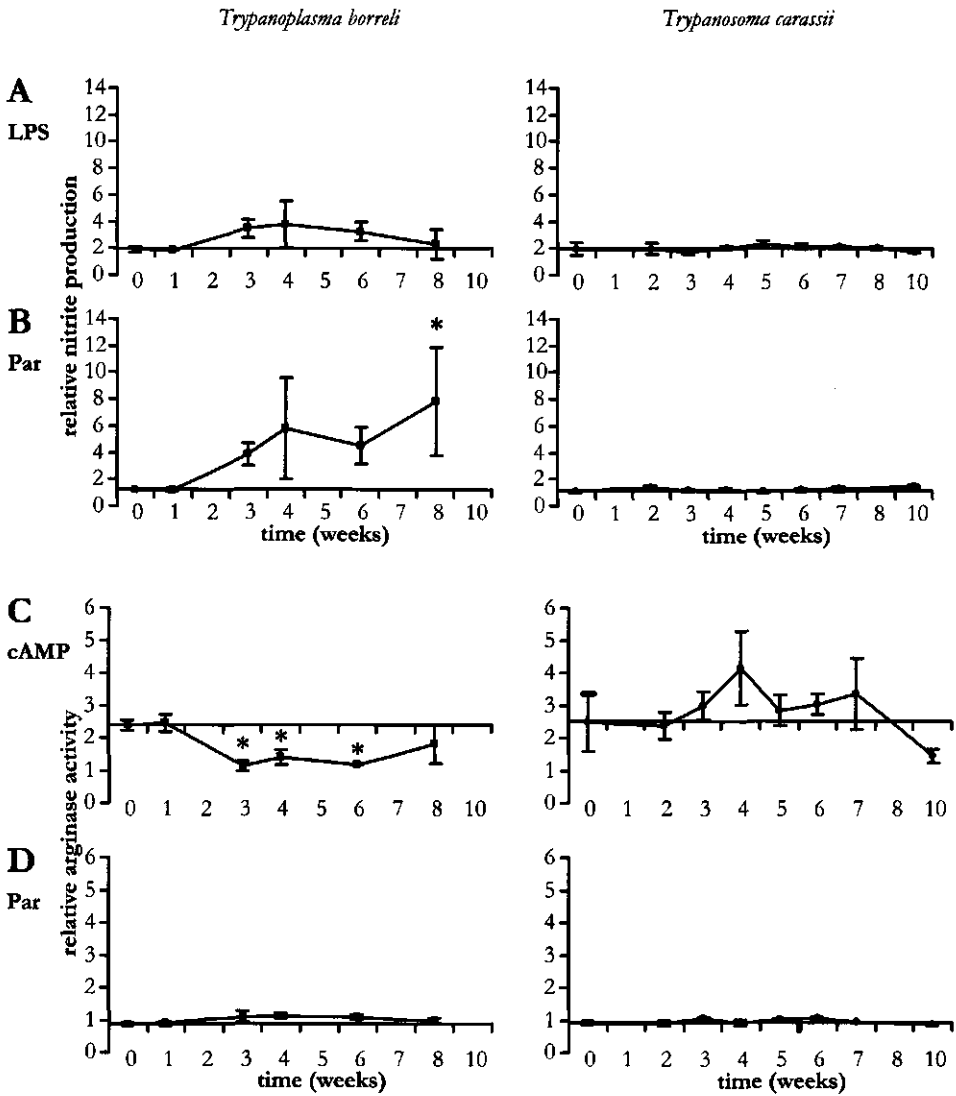 Trypanoplasma borreli
Trypanosoma carassii
A
LPS
14
12
10
8
6
4
2
0
0 1 2 3 4 5 6 7 8 10
14
12
10
8
6
4
2
0
0 1 2 3 4 5 6 7 8 10
B
Par
relative nitrite production
14
12
10
8
6
4
2
0
*
0 1 2 3 4 5 6 7 8 10
time (weeks)
14
12
10
8
6
4
2
0
0 1 2 3 4 5 6 7 8 10
time (weeks)
C
cAMP
6
5
4
3
2
1
0
* * *
0 1 2 3 4 5 6 7 8 10
6
5
4
3
2
1
0
0 1 2 3 4 5 6 7 10
D
Par
relative arginase activity
6
5
4
3
2
1
0
0 1 2 3 4 5 6 7 8 10
time (weeks)
6
5
4
3
2
1
0
0 1 2 3 4 5 6 7 10
time (weeks)